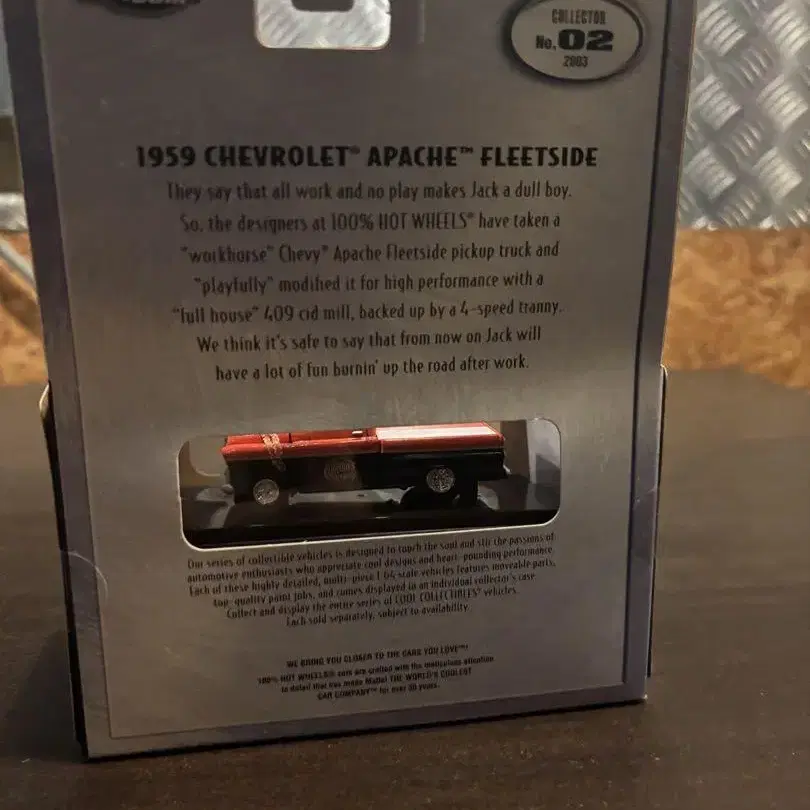 COLLECTOR
No. 02
2003
1959 CHEVROLET® APACHE™ FLEETSIDE
They say that all work and no play makes Jack a dull boy.
So, the designers at 100% HOT WHEELS® have taken a
"workhorse" Chevy® Apache Fleetside pickup truck and
"playfully" modified it for high performance with a
"full house" 409 cid mill, backed up by a 4-speed tranny.
We think it's safe to say that from now on Jack will
have a lot of fun burnin' up the road after work.
Our series of collectible vehicles is designed to touch the soul and stir the passions of
automotive enthusiasts who appreciate cool designs and heart-pounding performance.
Each of these highly detailed, multi-piece 1:64 scale vehicles features moveable parts,
top-quality paint jobs, and comes displayed in an individual collector's case.
Collect and display the entire series of COOL COLLECTIBLES® vehicles.
Each sold separately, subject to availability.
WE BRING YOU CLOSER TO THE CARS YOU LOVE™!
100% HOT WHEELS® cars are crafted with the meticulous attention
to detail that has made Mattel THE WORLD'S COOLEST
CAR COMPANY™ for over 30 years.